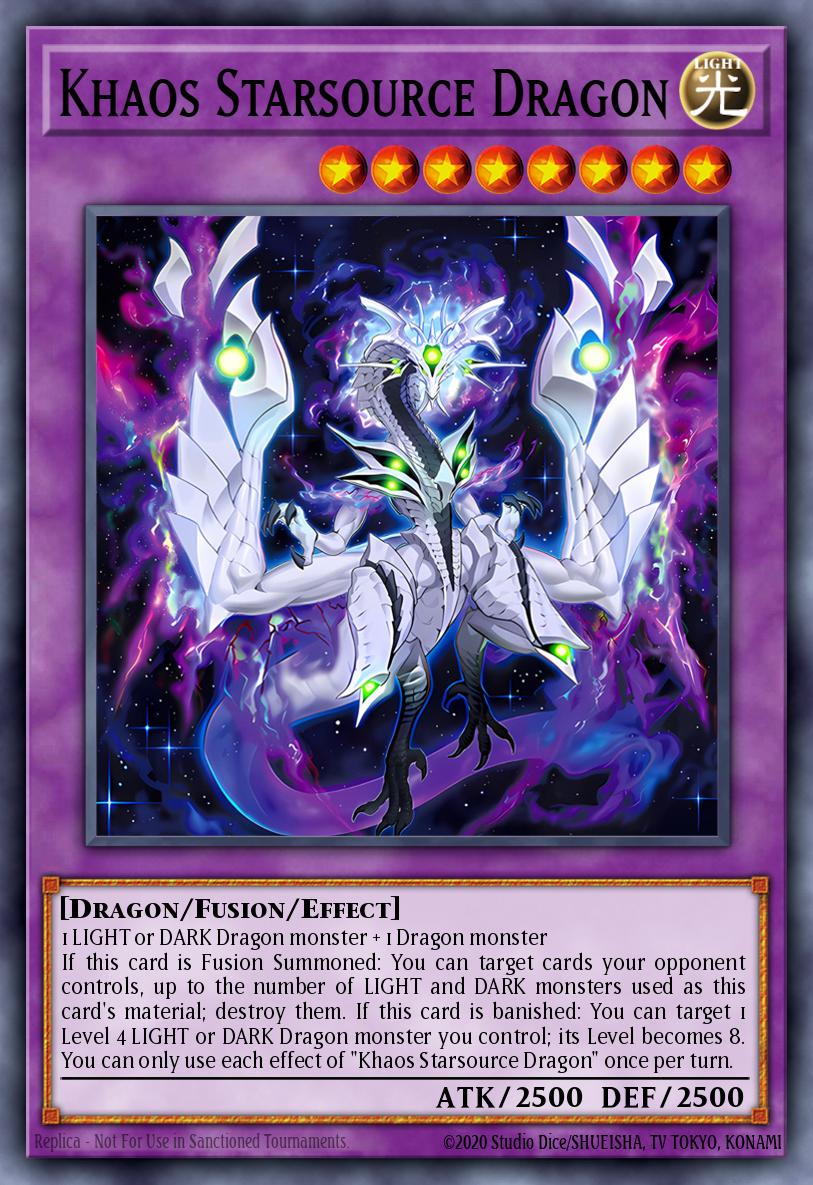 Khaos Starsource Dragon
LIGHT
光
[Dragon/Fusion/Effect]
1 LIGHT or DARK Dragon monster + 1 Dragon monster
If this card is Fusion Summoned: You can target cards your opponent
controls, up to the number of LIGHT and DARK monsters used as this
card's material; destroy them. If this card is banished: You can target 1
Level 4 LIGHT or DARK Dragon monster you control; its Level becomes 8.
You can only use each effect of "Khaos Starsource Dragon" once per turn.
ATK/2500 DEF/2500
Replica - Not For Use in Sanctioned Tournaments.
©2020 Studio Dice/SHUEISHA, TV TOKYO, KONAMI